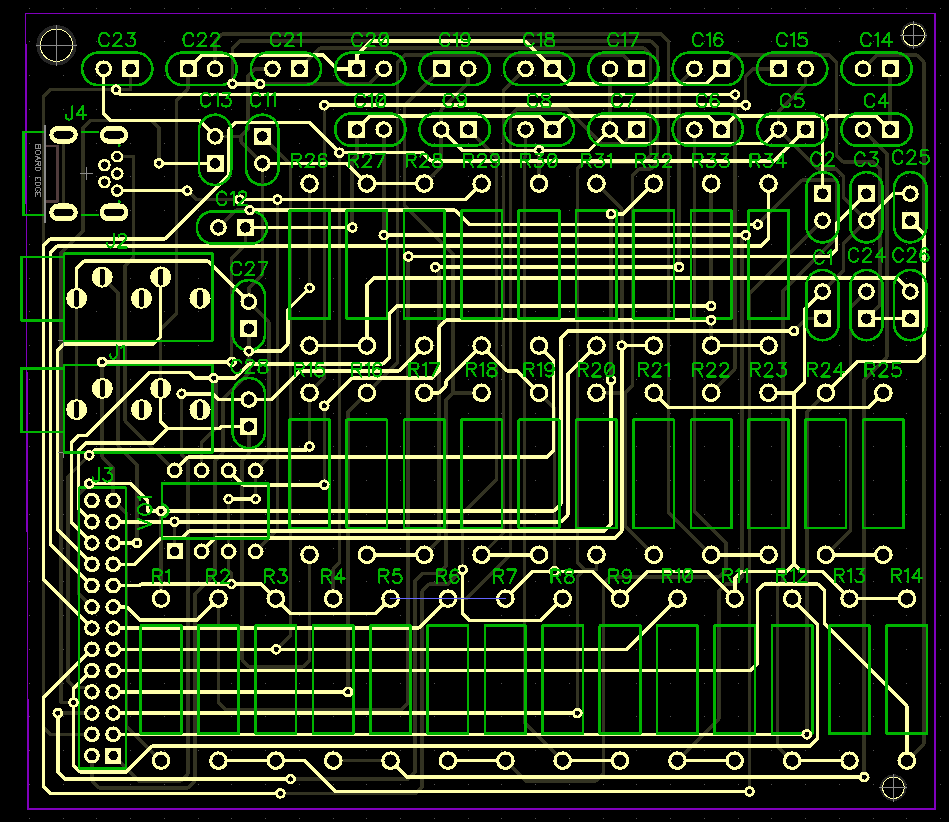 C23 C22 C21 C20 C19 C18 C17 C16 C15 C14
J4 C13 C11 C10 C9 C8 C7 C6 C5 C4
BOARD EDGE
R26 R27 R28 R29 R30 R31 R32 R33 R34 C2 C3 C25
C12
J2 C27 C1 C24 C26
J1 C28 R15 R16 R17 R18 R19 R20 R21 R22 R23 R24 R25
J3
R1 R2 R3 R4 R5 R6 R7 R8 R9 R10 R11 R12 R13 R14